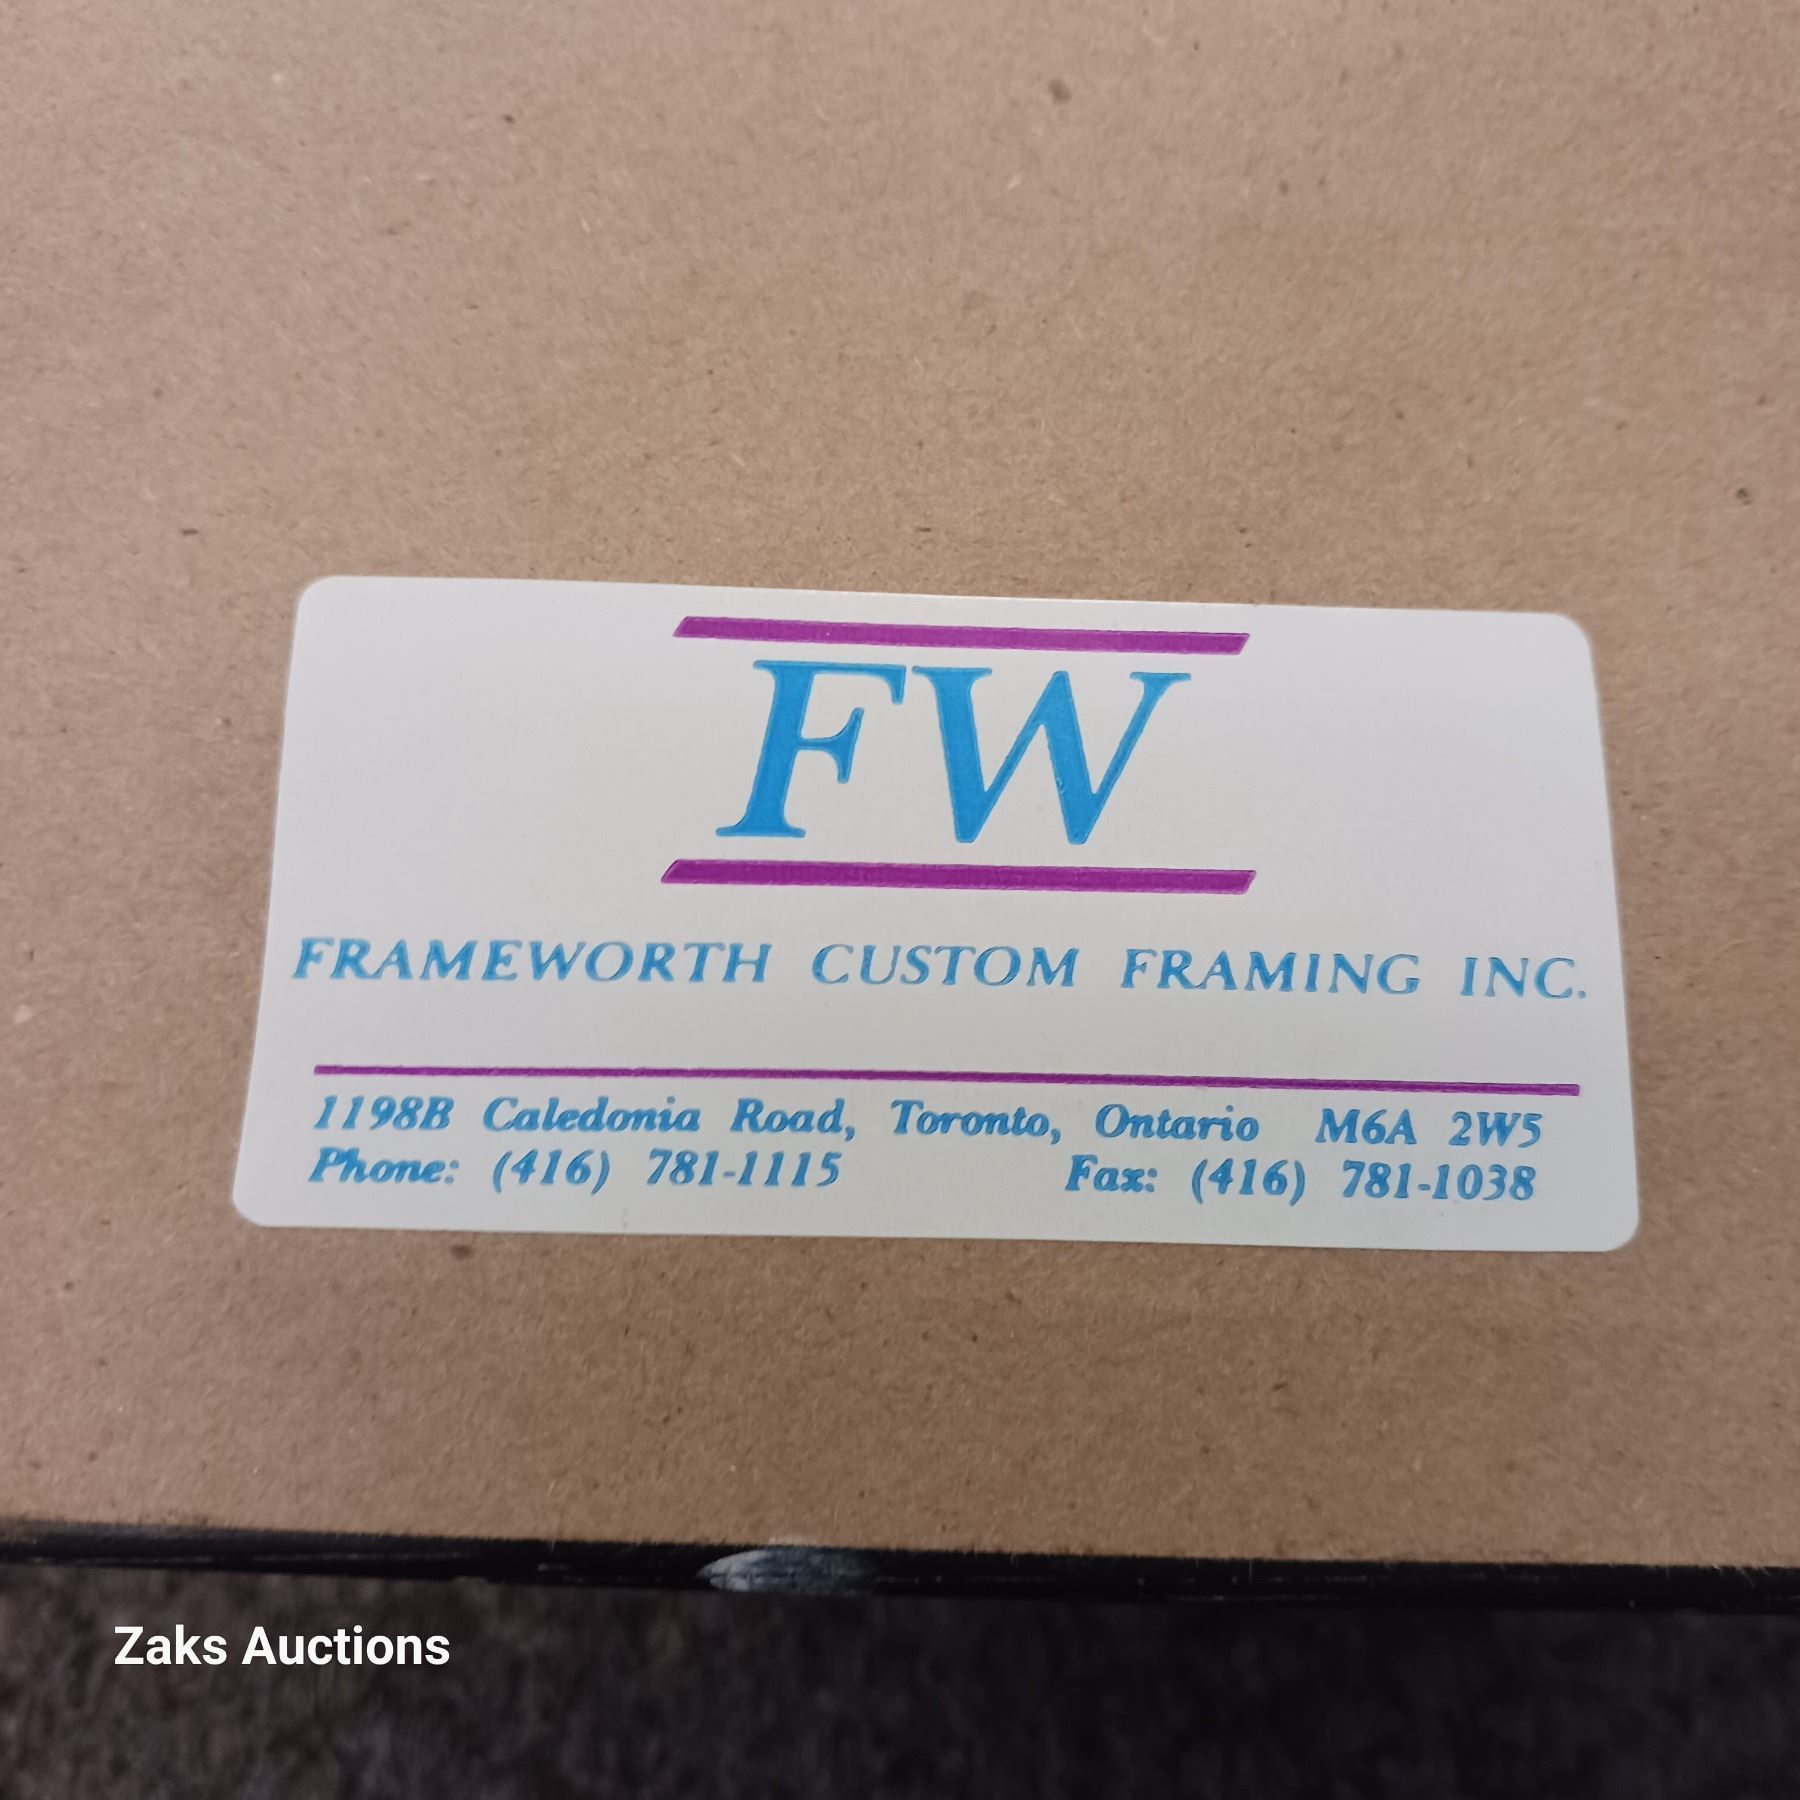 FW
FRAMEWORTH CUSTOM FRAMING INC.
1198B Caledonia Road, Toronto, Ontario M6A 2W5
Phone: (416) 781-1115 Fax: (416) 781-1038
Zaks Auctions